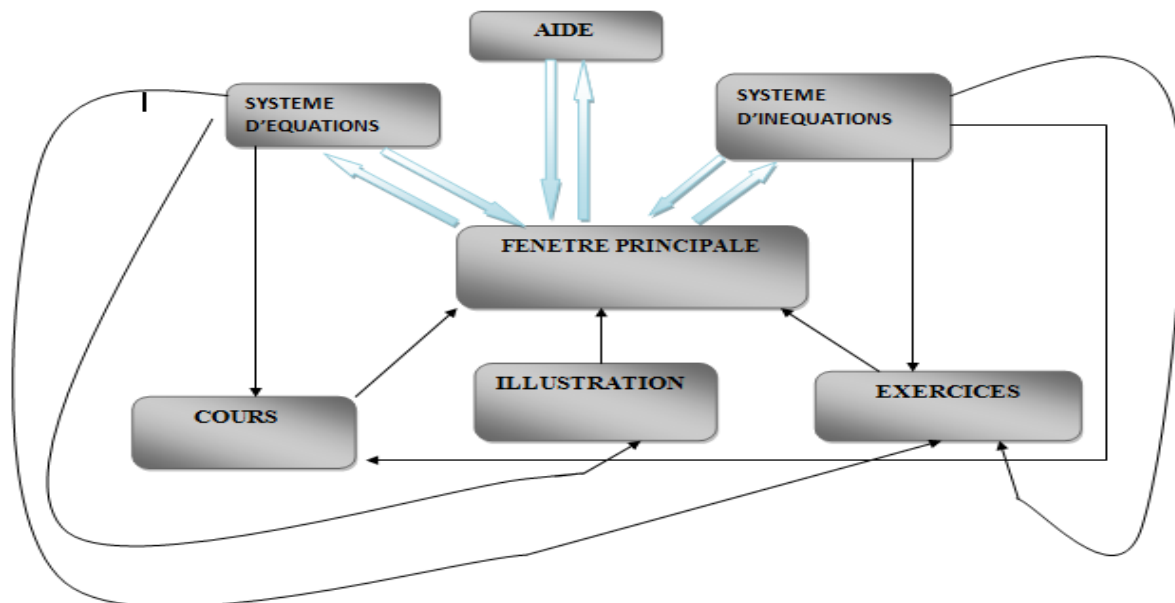 AIDE
SYSTEME
D'EQUATIONS
SYSTEME
D'INEQUATIONS
FENETRE PRINCIPALE
COURS
ILLUSTRATION
EXERCICES